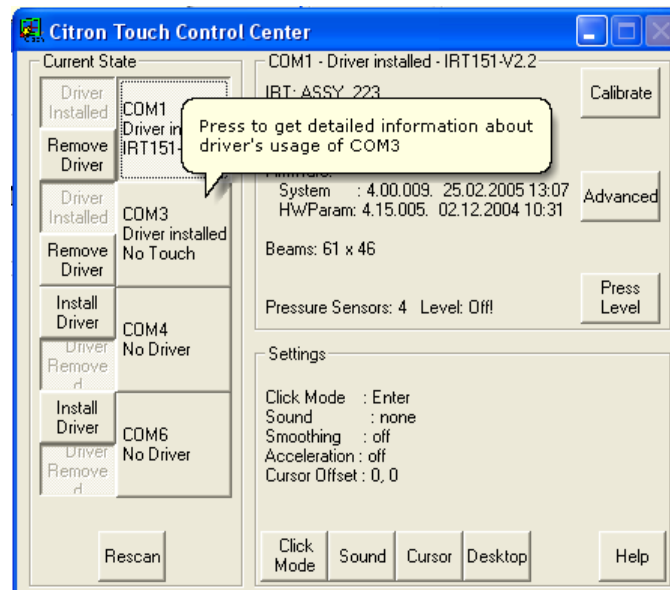 Citron Touch Control Center
Current State
Driver Installed
COM1
Driver in
IRT151-
Remove Driver
Driver Installed
COM3
Driver installed
No Touch
Remove Driver
Install Driver
COM4
No Driver
Driver Remove d
Install Driver
COM6
No Driver
Driver Remove d
Rescan
Press to get detailed information about
driver's usage of COM3
COM1 - Driver installed - IRT151-V2.2
IRT: ASSY 223
System : 4.00.009. 25.02.2005 13:07
HWParam: 4.15.005. 02.12.2004 10:31
Beams: 61 x 46
Pressure Sensors: 4 Level: Off!
Calibrate
Advanced
Press Level
Settings
Click Mode : Enter
Sound : none
Smoothing : off
Acceleration : off
Cursor Offset : 0, 0
Click Mode
Sound
Cursor
Desktop
Help